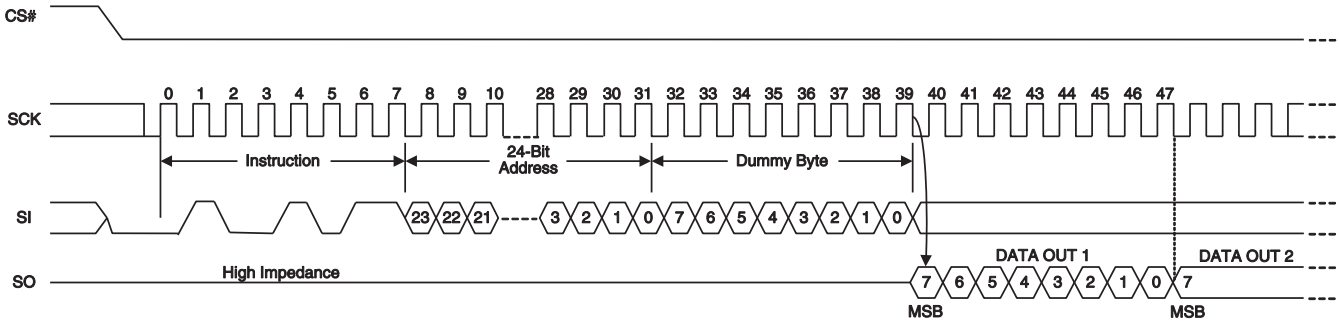 CS#
0 1 2 3 4 5 6 7 8 9 10 28 29 30 31 32 33 34 35 36 37 38 39 40 41 42 43 44 45 46 47
SCK
Instruction
24-Bit
Address
Dummy Byte
SI
23 22 21 3 2 1 0 7 6 5 4 3 2 1 0
DATA OUT 1
DATA OUT 2
High Impedance
SO
7 6 5 4 3 2 1 0 7
MSB
MSB